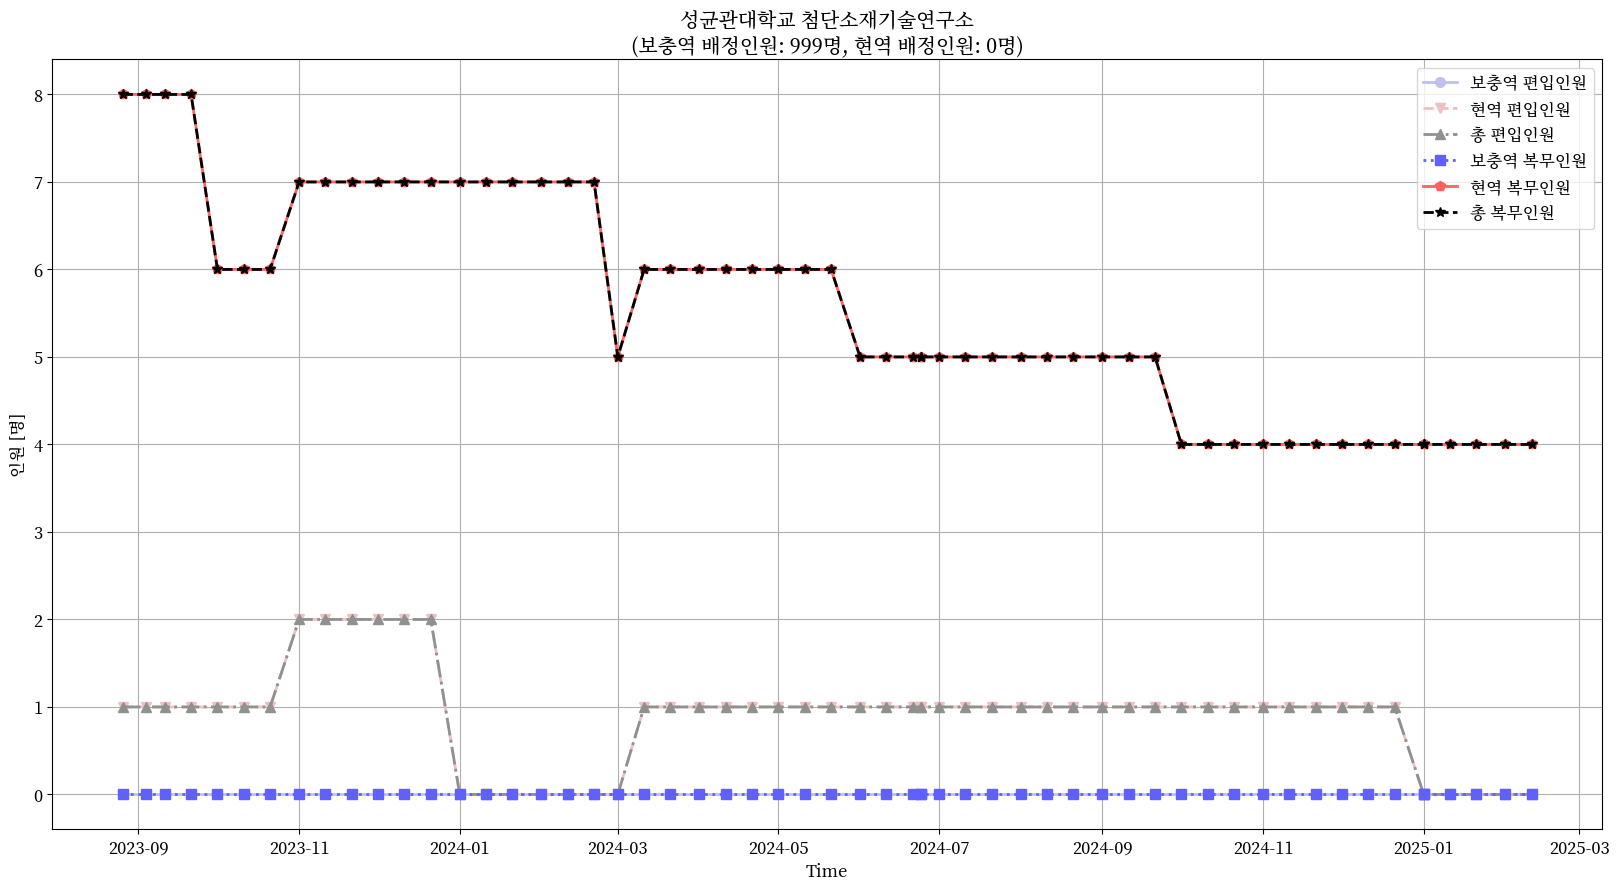 성균관대학교 첨단소재기술연구소
(보충역 배정인원: 999명, 현역 배정인원: 0명)
보충역 편입인원
현역 편입인원
총 편입인원
보충역 복무인원
현역 복무인원
총 복무인원
인원 [명]
8
7
6
5
4
3
2
1
0
2023-09 2023-11 2024-01 2024-03 2024-05 2024-07 2024-09 2024-11 2025-01 2025-03
Time